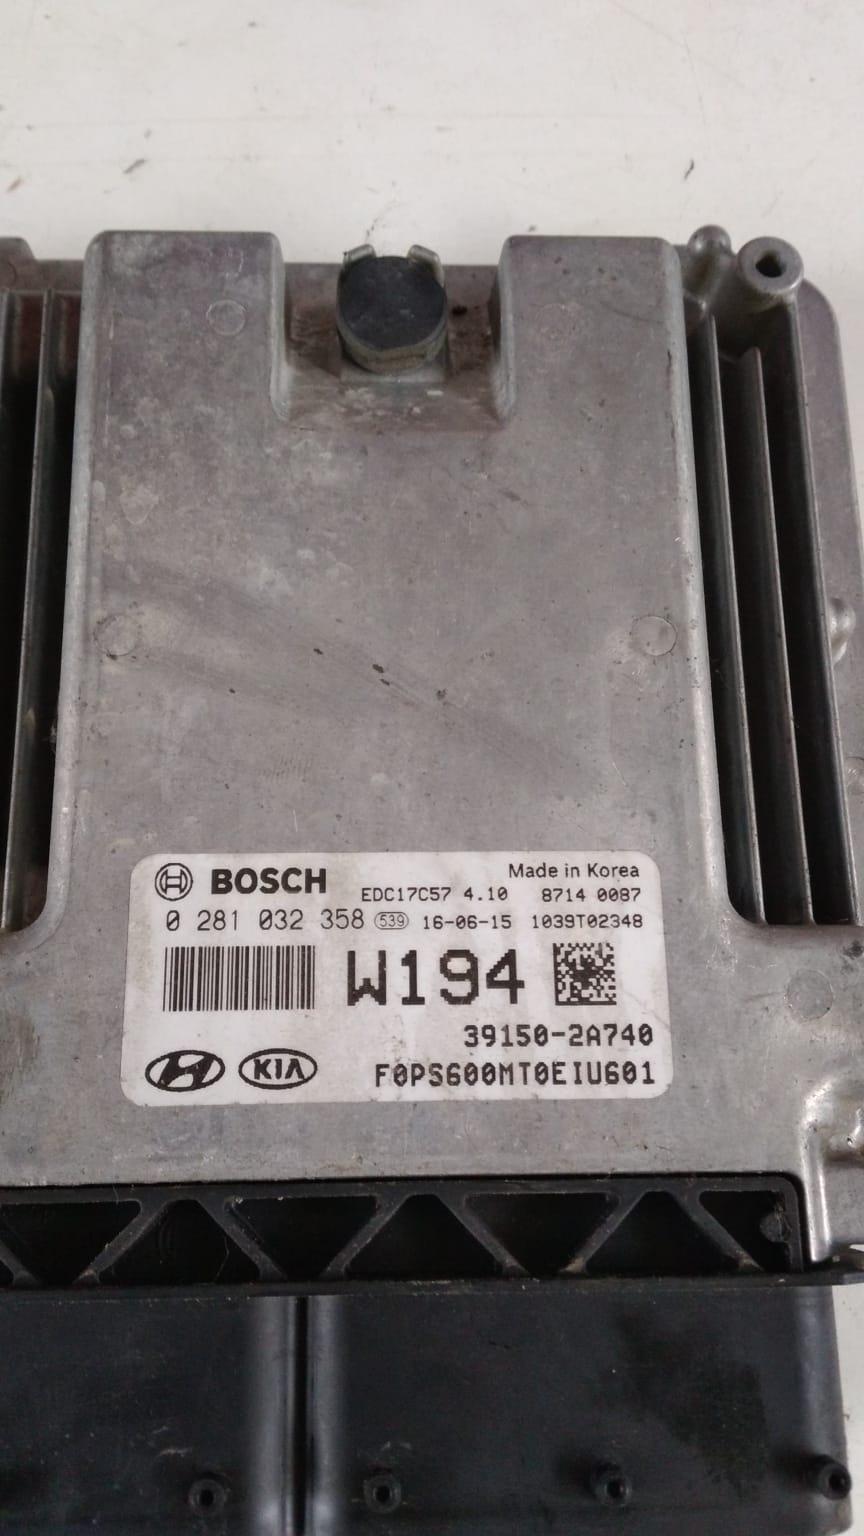 BOSCH Made in Korea
EDC17C57 4.10 8714 0087
0 281 032 358 539 16-06-15 1039T02348
W194
39150-2A740
KIA F0PS600MT0EIU601